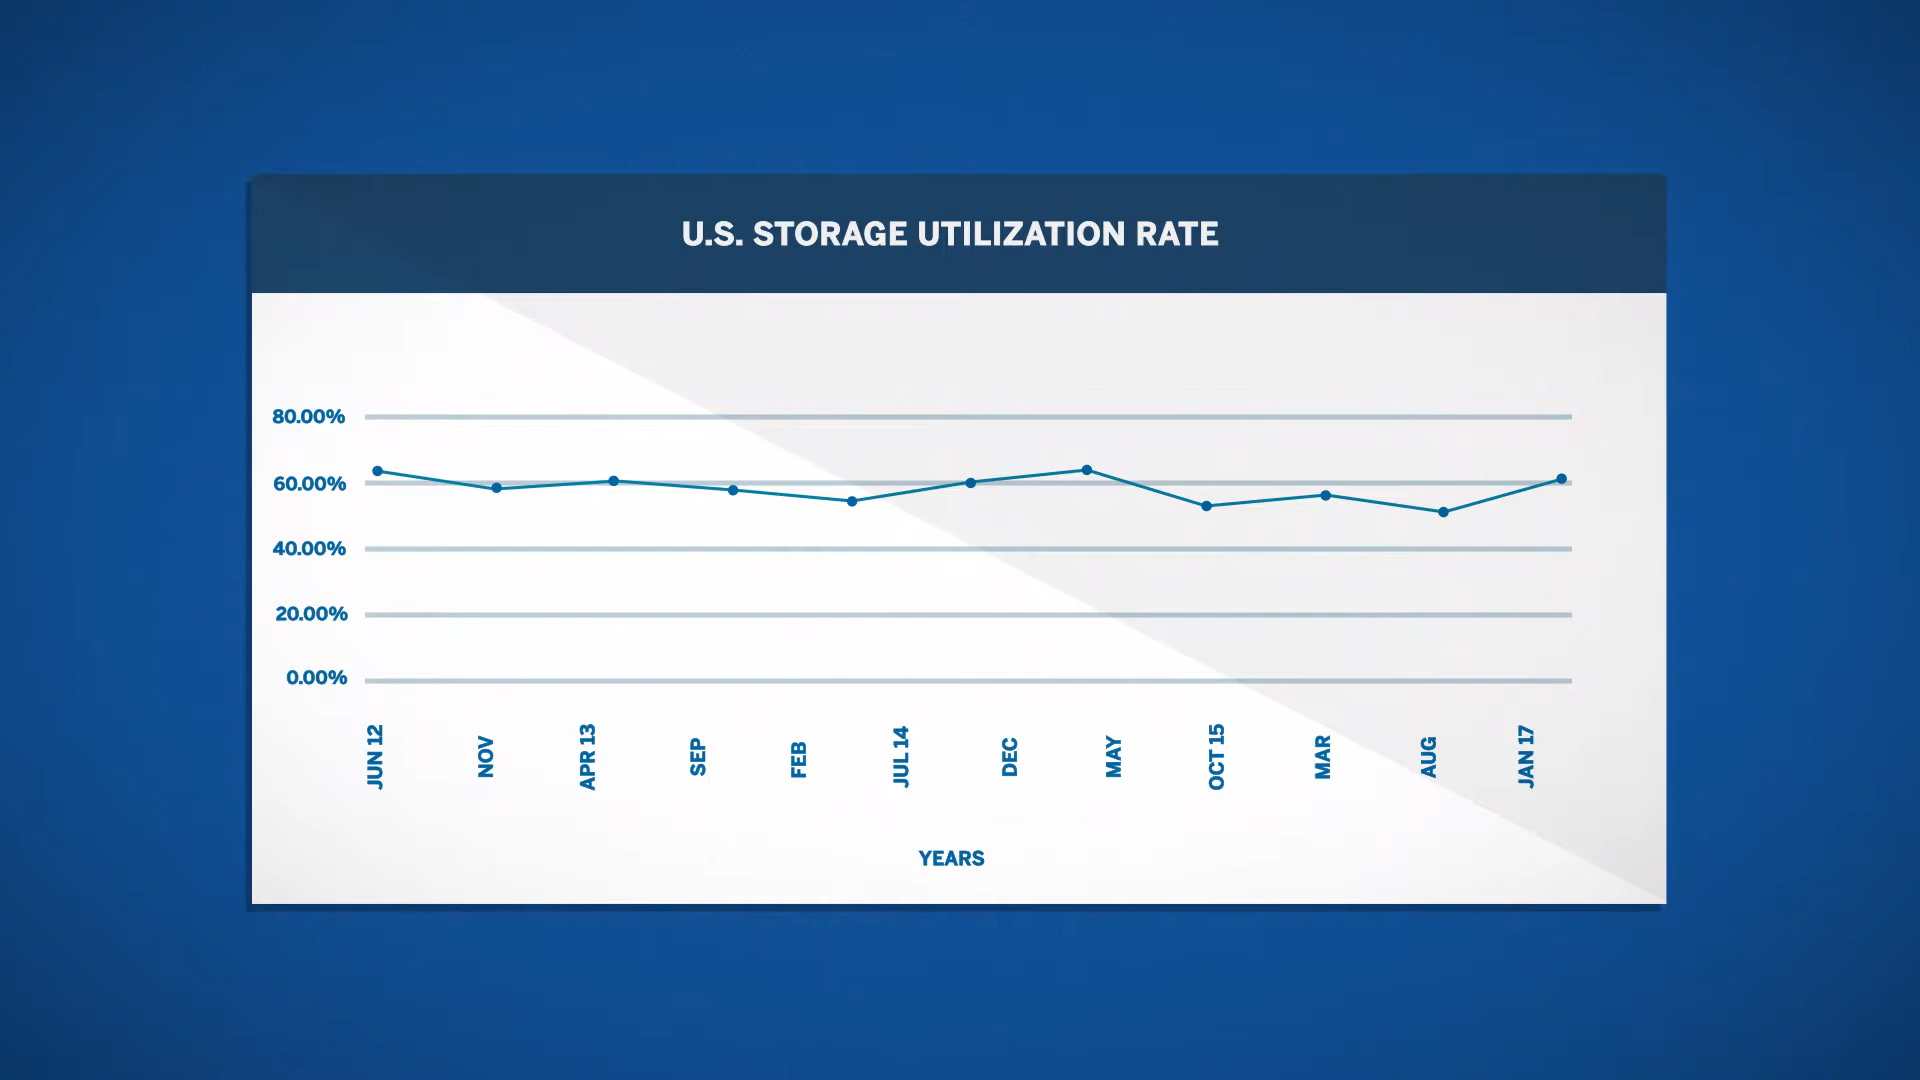 U.S. STORAGE UTILIZATION RATE
80.00%
60.00%
40.00%
20.00%
0.00%
JUN 12
NOV
APR 13
SEP
FEB
JUL 14
DEC
MAY
OCT 15
MAR
AUG
JAN 17
YEARS